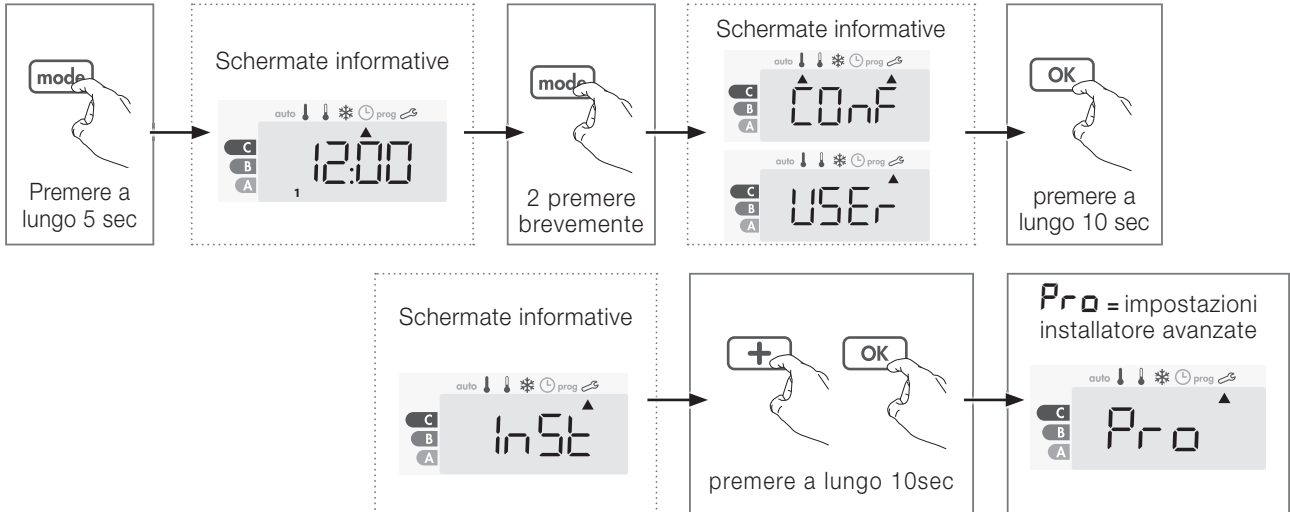 mode
Premere a
lungo 5 sec
Schermate informative
auto prog
C
B
A
12:00
1
mode
2 premere
brevemente
Schermate informative
auto prog
C
B
A
COnF
auto prog
C
B
A
USEr
OK
premere a
lungo 10 sec
Schermate informative
auto prog
C
B
A
InSt
+
OK
premere a lungo 10sec
Pro = impostazioni
installatore avanzate
auto prog
C
B
A
Pro